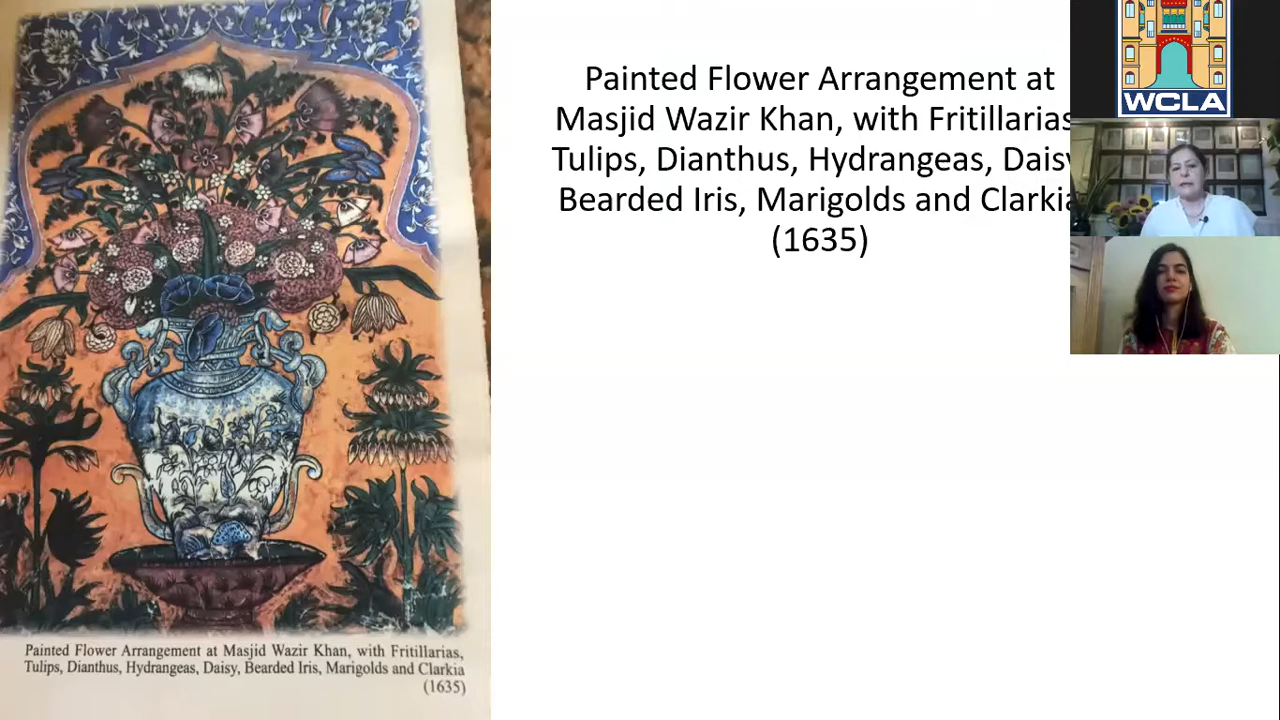 Painted Flower Arrangement at
Masjid Wazir Khan, with Fritillarias
Tulips, Dianthus, Hydrangeas, Daisy
Bearded Iris, Marigolds and Clarkia
(1635)
WCLA
Painted Flower Arrangement at Masjid Wazir Khan, with Fritillarias,
Tulips, Dianthus, Hydrangeas, Daisy, Bearded Iris, Marigolds and Clarkia
(1635)